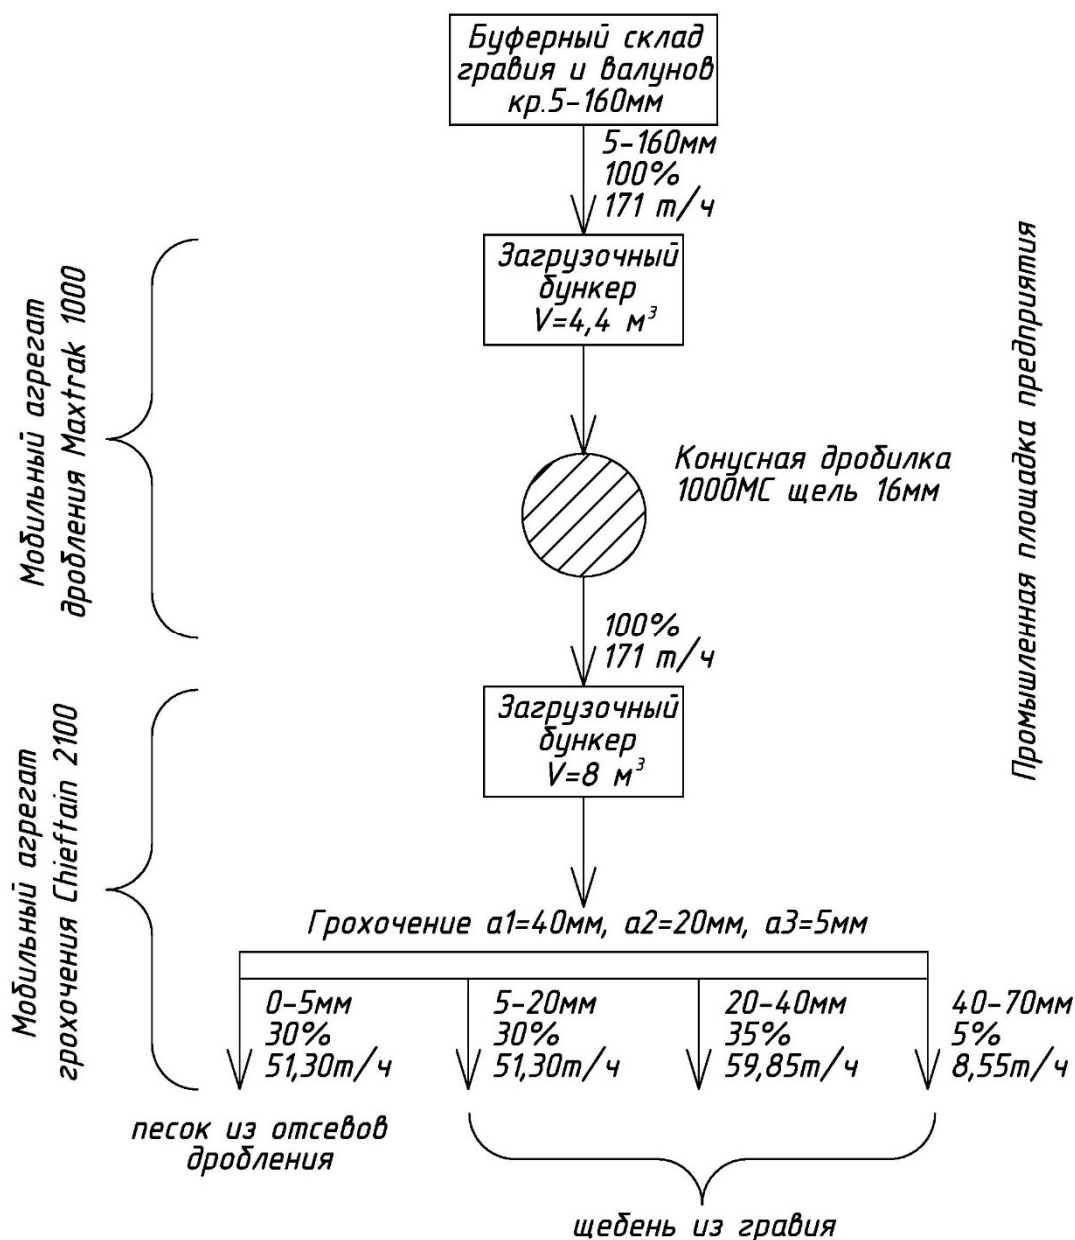 Буферный склад
гравия и валунов
кр.5-160мм
5-160мм
100%
171 т/ч
Загрузочный
бункер
V=4,4 м³
Мобильный агрегат
дробления Maxtrak 1000
Конусная дробилка
1000МС щель 16мм
Промышленная площадка предприятия
100%
171 т/ч
Загрузочный
бункер
V=8 м³
Мобильный агрегат
грохочения Chieftain 2100
Грохочение а1=40мм, а2=20мм, а3=5мм
0-5мм
30%
51,30т/ч
5-20мм
30%
51,30т/ч
20-40мм
35%
59,85т/ч
40-70мм
5%
8,55т/ч
песок из отсевов
дробления
щебень из гравия